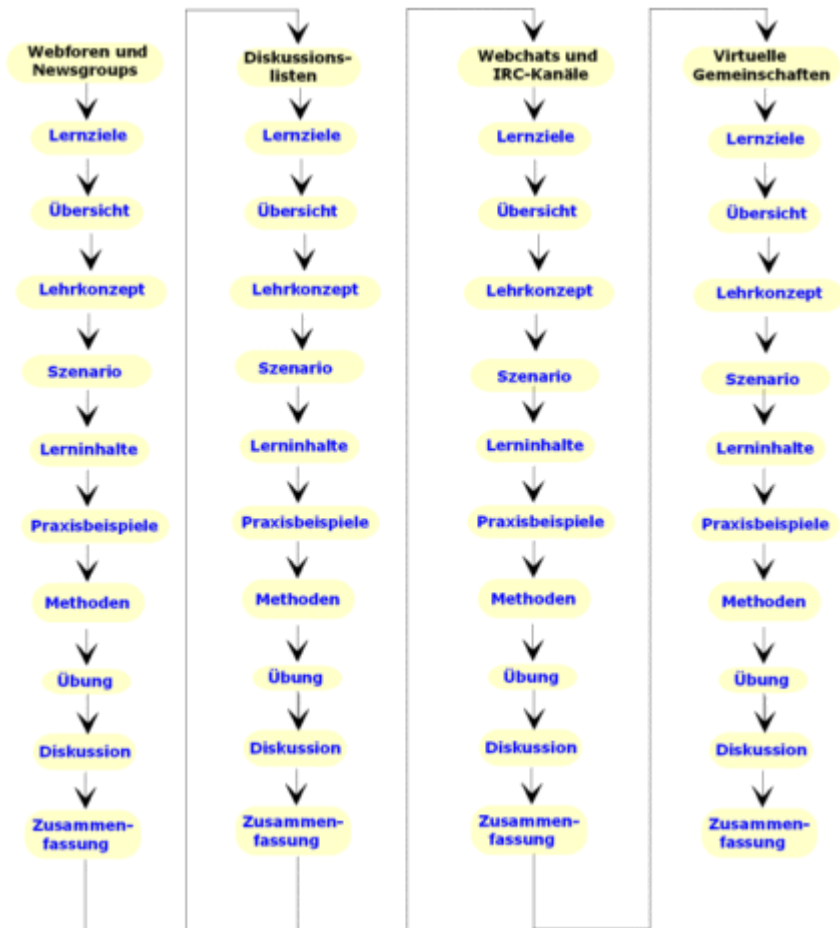 Webforen und
Newsgroups
Lernziele
Übersicht
Lehrkonzept
Szenario
Lerninhalte
Praxisbeispiele
Methoden
Übung
Diskussion
Zusammen-
fassung
Diskussions-
listen
Lernziele
Übersicht
Lehrkonzept
Szenario
Lerninhalte
Praxisbeispiele
Methoden
Übung
Diskussion
Zusammen-
fassung
Webchats und
IRC-Kanäle
Lernziele
Übersicht
Lehrkonzept
Szenario
Lerninhalte
Praxisbeispiele
Methoden
Übung
Diskussion
Zusammen-
fassung
Virtuelle
Gemeinschaften
Lernziele
Übersicht
Lehrkonzept
Szenario
Lerninhalte
Praxisbeispiele
Methoden
Übung
Diskussion
Zusammen-
fassung